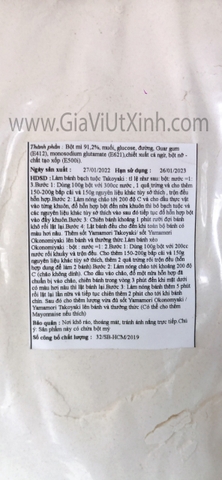 www.GiaViUtXinh.com
Thành phần : Bột mì 91,2%, muối, glucose, đường, Guar gum
(E412), monosodium glutamate (E621),chiết xuất cá ngừ, bột nở -
chất tạo xốp (E500ii).
Ngày sản xuất: 27/01/2022 Hạn sử dụng : 26/01/2023
HDSD : Làm bánh bạch tuộc Takoyaki : tỉ lệ như sau: bột: nước =1
:3.Bước 1: Dùng 100g bột với 300cc nước , 1 quả trứng và cho thêm
150-200g bắp cải và 150g nguyên liệu khác tùy sở thích , trộn đều
hỗn hợp.Bước 2: Làm nóng chảo tới 200 độ C và cho dầu thực vật
vào từng khuôn, đổ hỗn hợp bột đến nửa khuôn thì bỏ bạch tuộc và
các nguyên liệu khác tùy sở thích vào sau đó tiếp tục đổ hỗn hợp bột
vào đầy khuôn.Bước 3: Chiên bánh khoảng 1 phút rưỡi đợt bánh
se lại rồi lật.Bước 4: Lật bánh đều cho đến khi toàn bộ bánh có màu
nước hơi nâu. Thêm sốt Yamamori Takoyaki hoặc sốt Yamamori
Okonomiyaki lên bánh và thưởng thức.Làm bánh xèo
Okonomiyaki : bột : nước =1 : 2.Bước 1: Dùng 100g bột với 200cc
nước rồi khuấy và trộn đều. Cho thêm 150-200g bắp cải và 150g
nguyên liệu khác tùy sở thích, thêm 2 quả trứng rồi trộn đều (hỗn
hợp dùng để làm 2 bánh).Bước 2: Làm nóng chảo tới khoảng 200 độ
C (chảo không dính). Cho dầu vào chảo, đổ một nửa hỗn hợp đã
chuẩn bị vào chảo, chiên bánh trong vòng 3 phút đến khi mặt dưới
có màu hơi nâu thì lật bánh lại.Bước 3: Làm nóng bánh thêm 5 phút
rồi lật lại lần nữa và tiếp tục chiên thêm 2 phút cho tới khi bánh
chín. Sau đó cho thêm lượng vừa đủ sốt Yamamori Okonomiyaki /
Yamamori Takoyaki lên bánh và thưởng thức (Có thể cho thêm
Mayonnaise nếu thích)
Bảo quản : Nơi khô ráo, thoáng mát, tránh ánh nắng trực tiếp.Chú
ý: Sản phẩm này có chứa bột mỳ
Số công bố chất lượng : 32/SB-HCM/2019